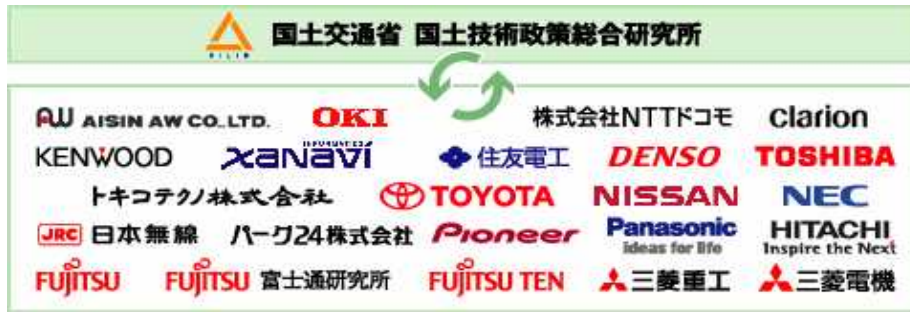 NILIM 国土交通省 国土技術政策総合研究所
AW AISIN AW CO.,LTD. OKI 株式会社NTTドコモ clarion
KENWOOD INFORMATICS xanavi 住友電工 DENSO TOSHIBA
トキコテクノ株式会社 TOYOTA NISSAN NEC
JRC 日本無線 パーク24株式会社 Pioneer Panasonic ideas for life HITACHI Inspire the Next
FUJITSU FUJITSU 富士通研究所 FUJITSU TEN 三菱重工 三菱電機